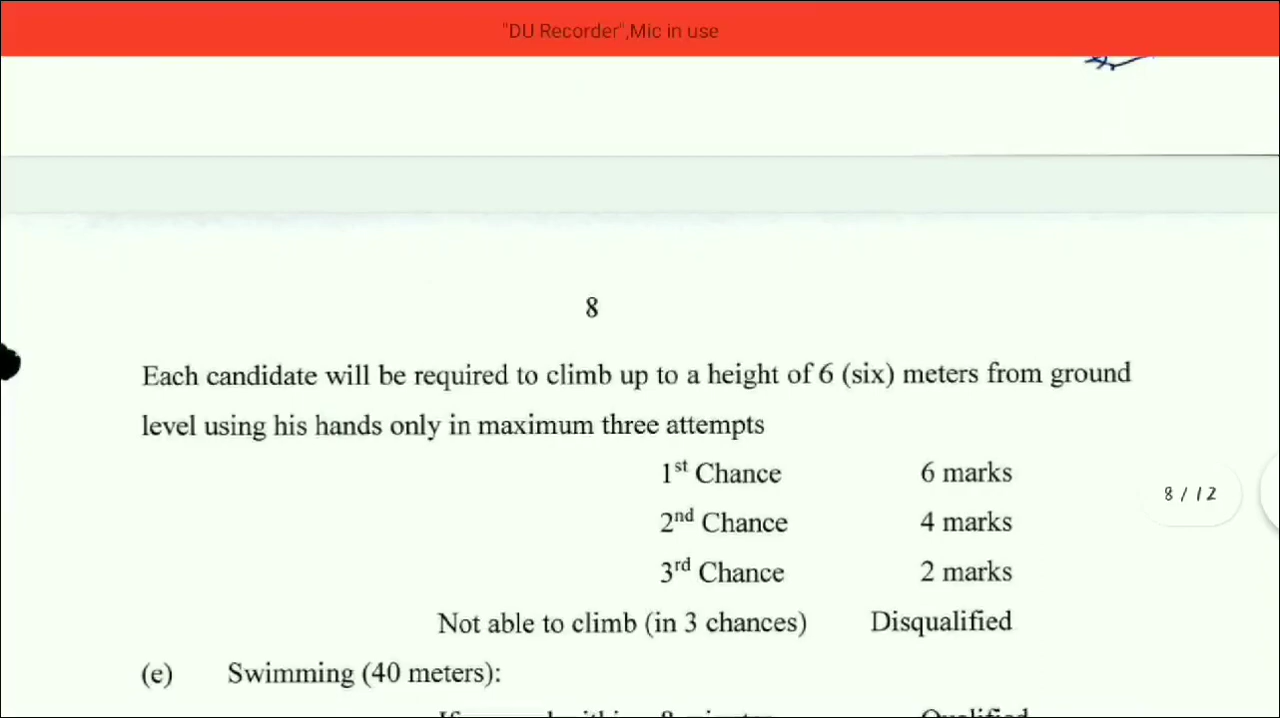 "DU Recorder",Mic in use
8
Each candidate will be required to climb up to a height of 6 (six) meters from ground
level using his hands only in maximum three attempts
1st Chance 6 marks
2nd Chance 4 marks
8 / 12
3rd Chance 2 marks
Not able to climb (in 3 chances) Disqualified
(e) Swimming (40 meters):